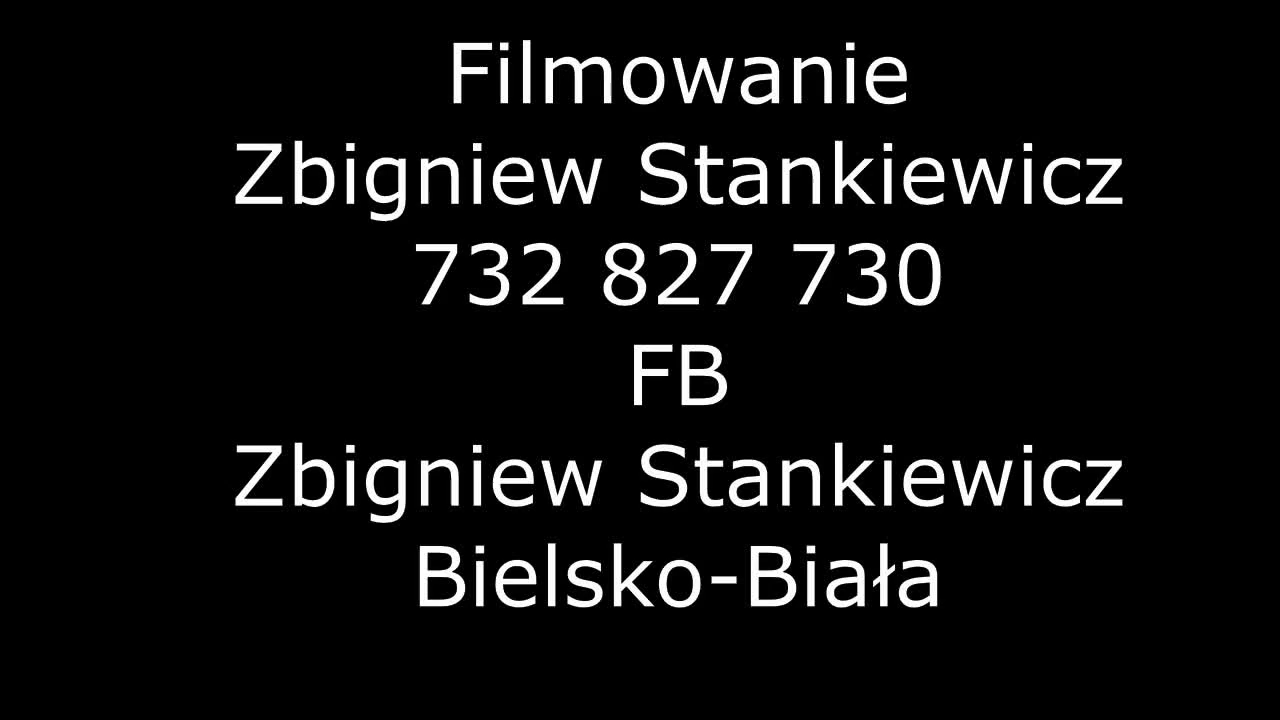 Filmowanie
Zbigniew Stankiewicz
732 827 730
FB
Zbigniew Stankiewicz
Bielsko-Biała